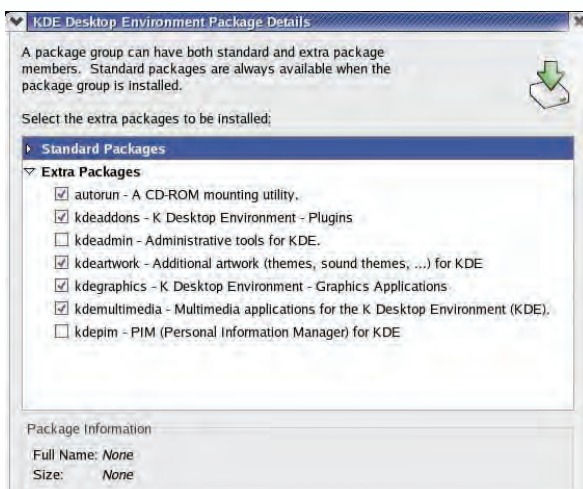 KDE Desktop Environment Package Details
A package group can have both standard and extra package
members. Standard packages are always available when the
package group is installed.
Select the extra packages to be installed:
Standard Packages
Extra Packages
autorun - A CD-ROM mounting utility.
kdeaddons - K Desktop Environment - Plugins
kdeadmin - Administrative tools for KDE.
kdeartwork - Additional artwork (themes, sound themes, ...) for KDE
kdegraphics - K Desktop Environment - Graphics Applications
kdemultimedia - Multimedia applications for the K Desktop Environment (KDE).
kdepim - PIM (Personal Information Manager) for KDE
Package Information
Full Name: None
Size: None